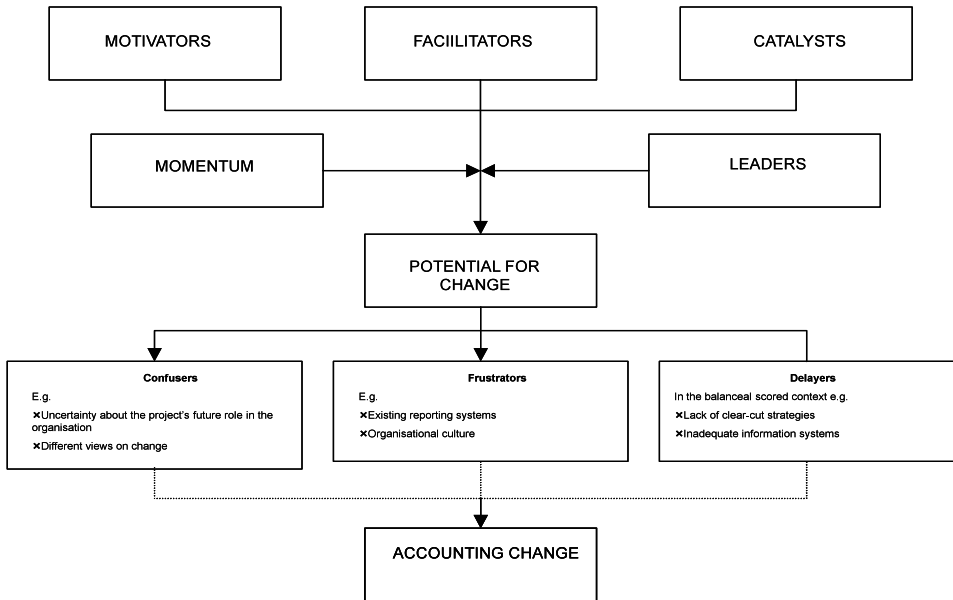 MOTIVATORS
FACIILITATORS
CATALYSTS
MOMENTUM
LEADERS
POTENTIAL FOR
CHANGE
Confusers
E.g.
×Uncertainty about the project's future role in the
organisation
×Different views on change
Frustrators
E.g.
×Existing reporting systems
×Organisational culture
Delayers
In the balanceal scored context e.g.
×Lack of clear-cut strategies
×Inadequate information systems
ACCOUNTING CHANGE